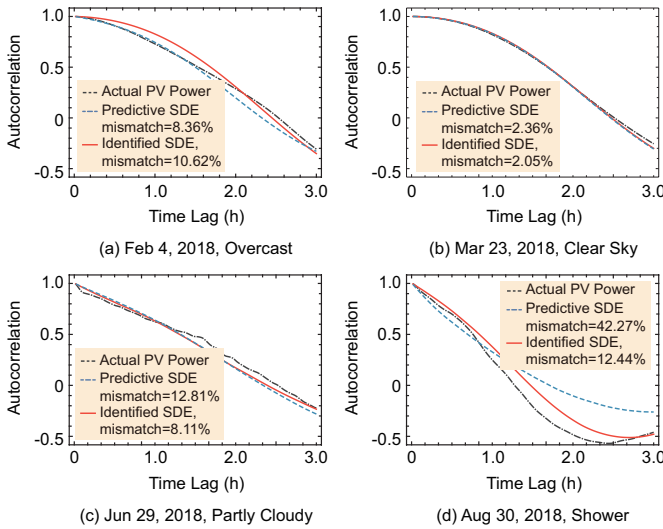 1.0
0.5
0
-0.5
Autocorrelation
Actual PV Power
Predictive SDE
mismatch=8.36%
Identified SDE,
mismatch=10.62%
0 1.0 2.0 3.0
Time Lag (h)
(a) Feb 4, 2018, Overcast
1.0
0.5
0
-0.5
Autocorrelation
Actual PV Power
Predictive SDE
mismatch=2.36%
Identified SDE,
mismatch=2.05%
0 1.0 2.0 3.0
Time Lag (h)
(b) Mar 23, 2018, Clear Sky
1.0
0.5
0
-0.5
Autocorrelation
Actual PV Power
Predictive SDE
mismatch=12.81%
Identified SDE,
mismatch=8.11%
0 1.0 2.0 3.0
Time Lag (h)
(c) Jun 29, 2018, Partly Cloudy
1.0
0.5
0
-0.5
Autocorrelation
Actual PV Power
Predictive SDE
mismatch=42.27%
Identified SDE,
mismatch=12.44%
0 1.0 2.0 3.0
Time Lag (h)
(d) Aug 30, 2018, Shower